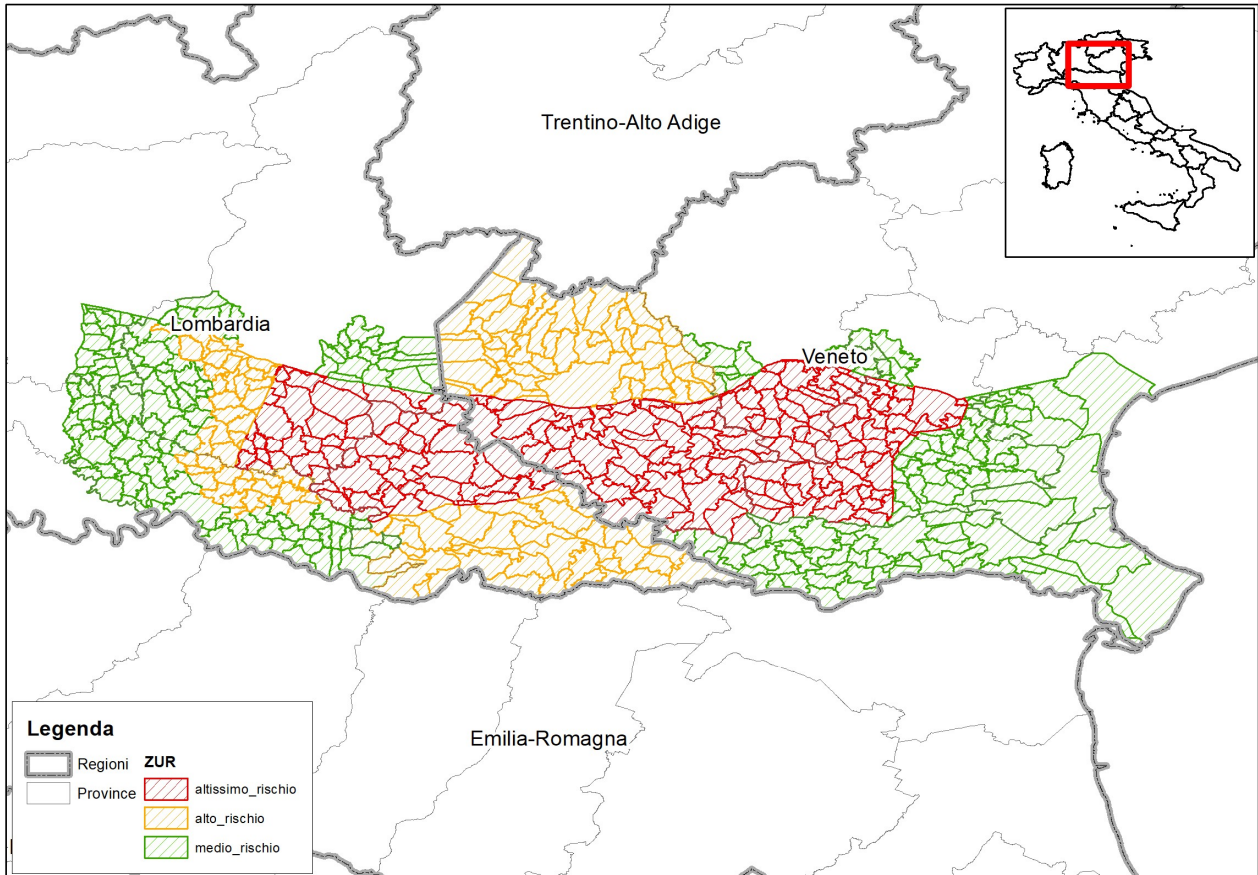 Trentino-Alto Adige
Lombardia
Veneto
Emilia-Romagna
Legenda
Regioni
Province
ZUR
altissimo_rischio
alto_rischio
medio_rischio